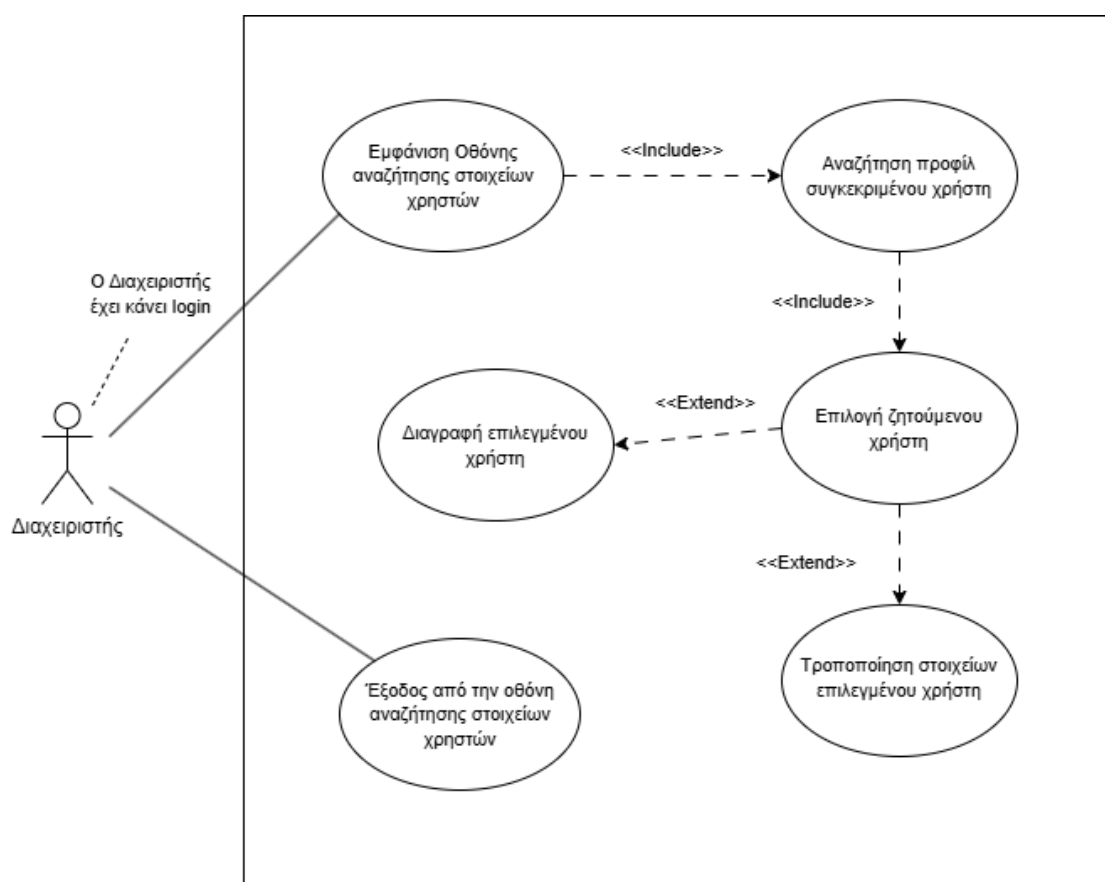 Εμφάνιση Οθόνης
αναζήτησης στοιχείων
χρηστών
<<Include>>
Αναζήτηση προφίλ
συγκεκριμένου χρήστη
Ο Διαχειριστής
έχει κάνει login
<<Include>>
Διαχειριστής
Διαγραφή επιλεγμένου
χρήστη
<<Extend>>
Επιλογή ζητούμενου
χρήστη
<<Extend>>
Έξοδος από την οθόνη
αναζήτησης στοιχείων
χρηστών
Τροποποίηση στοιχείων
επιλεγμένου χρήστη